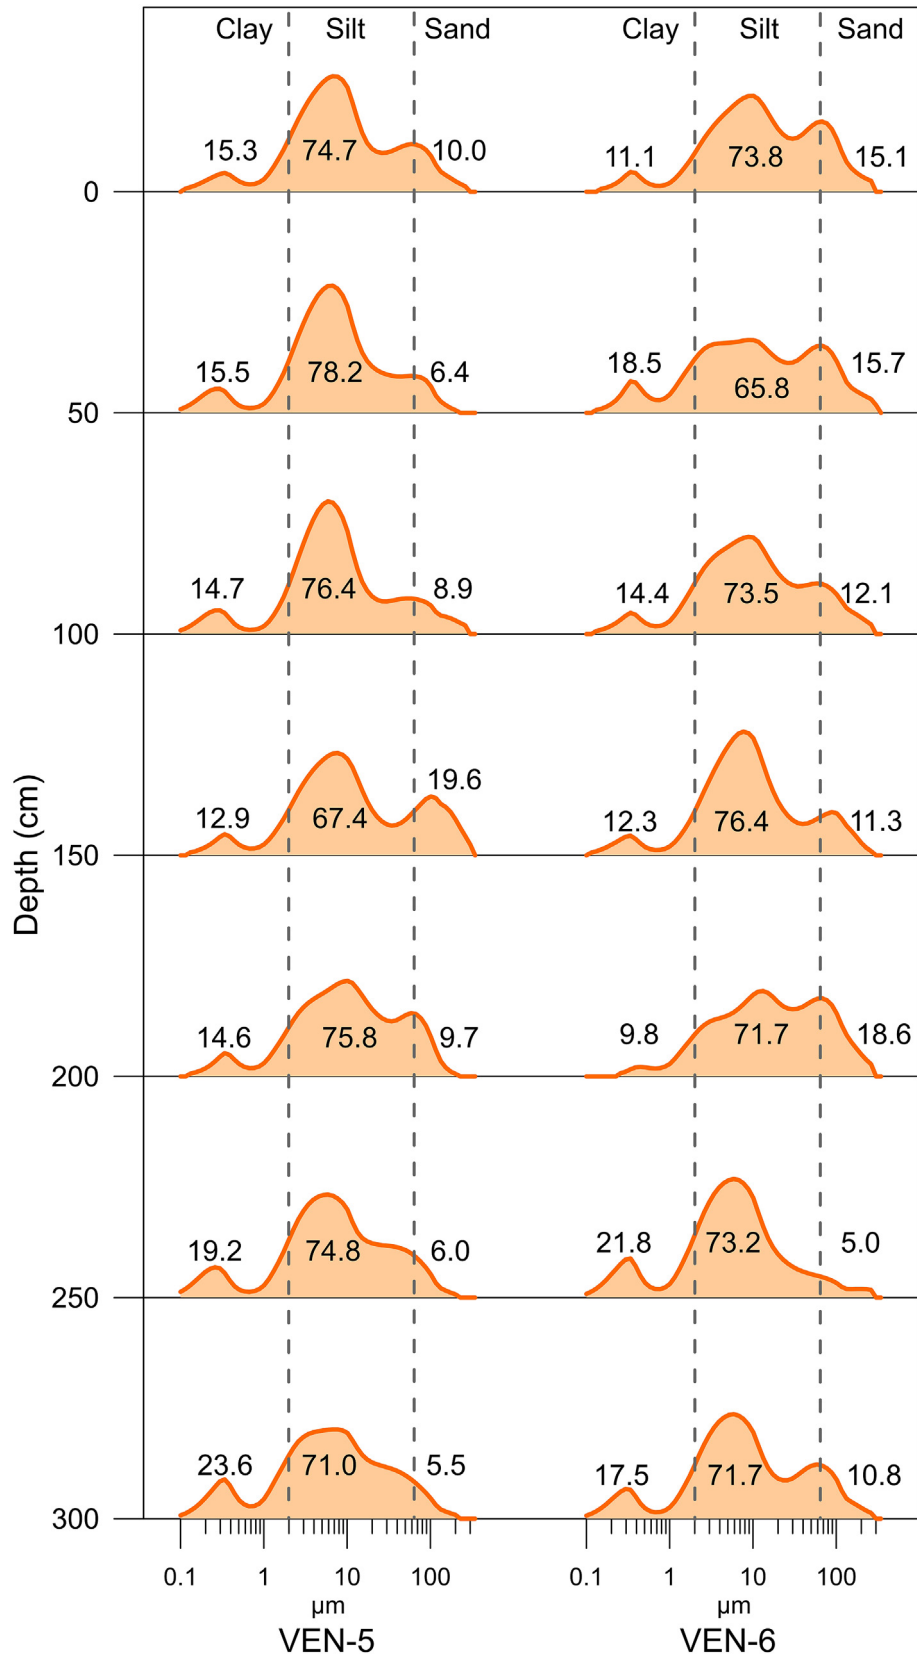 Clay Silt Sand Clay Silt Sand
15.3 74.7 10.0 11.1 73.8 15.1
0
15.5 78.2 6.4 18.5 65.8 15.7
50
14.7 76.4 8.9 14.4 73.5 12.1
100
12.9 67.4 19.6 12.3 76.4 11.3
150
Depth (cm)
14.6 75.8 9.7 9.8 71.7 18.6
200
19.2 74.8 6.0 21.8 73.2 5.0
250
23.6 71.0 5.5 17.5 71.7 10.8
300
0.1 1 10 100 0.1 1 10 100
µm µm
VEN-5 VEN-6